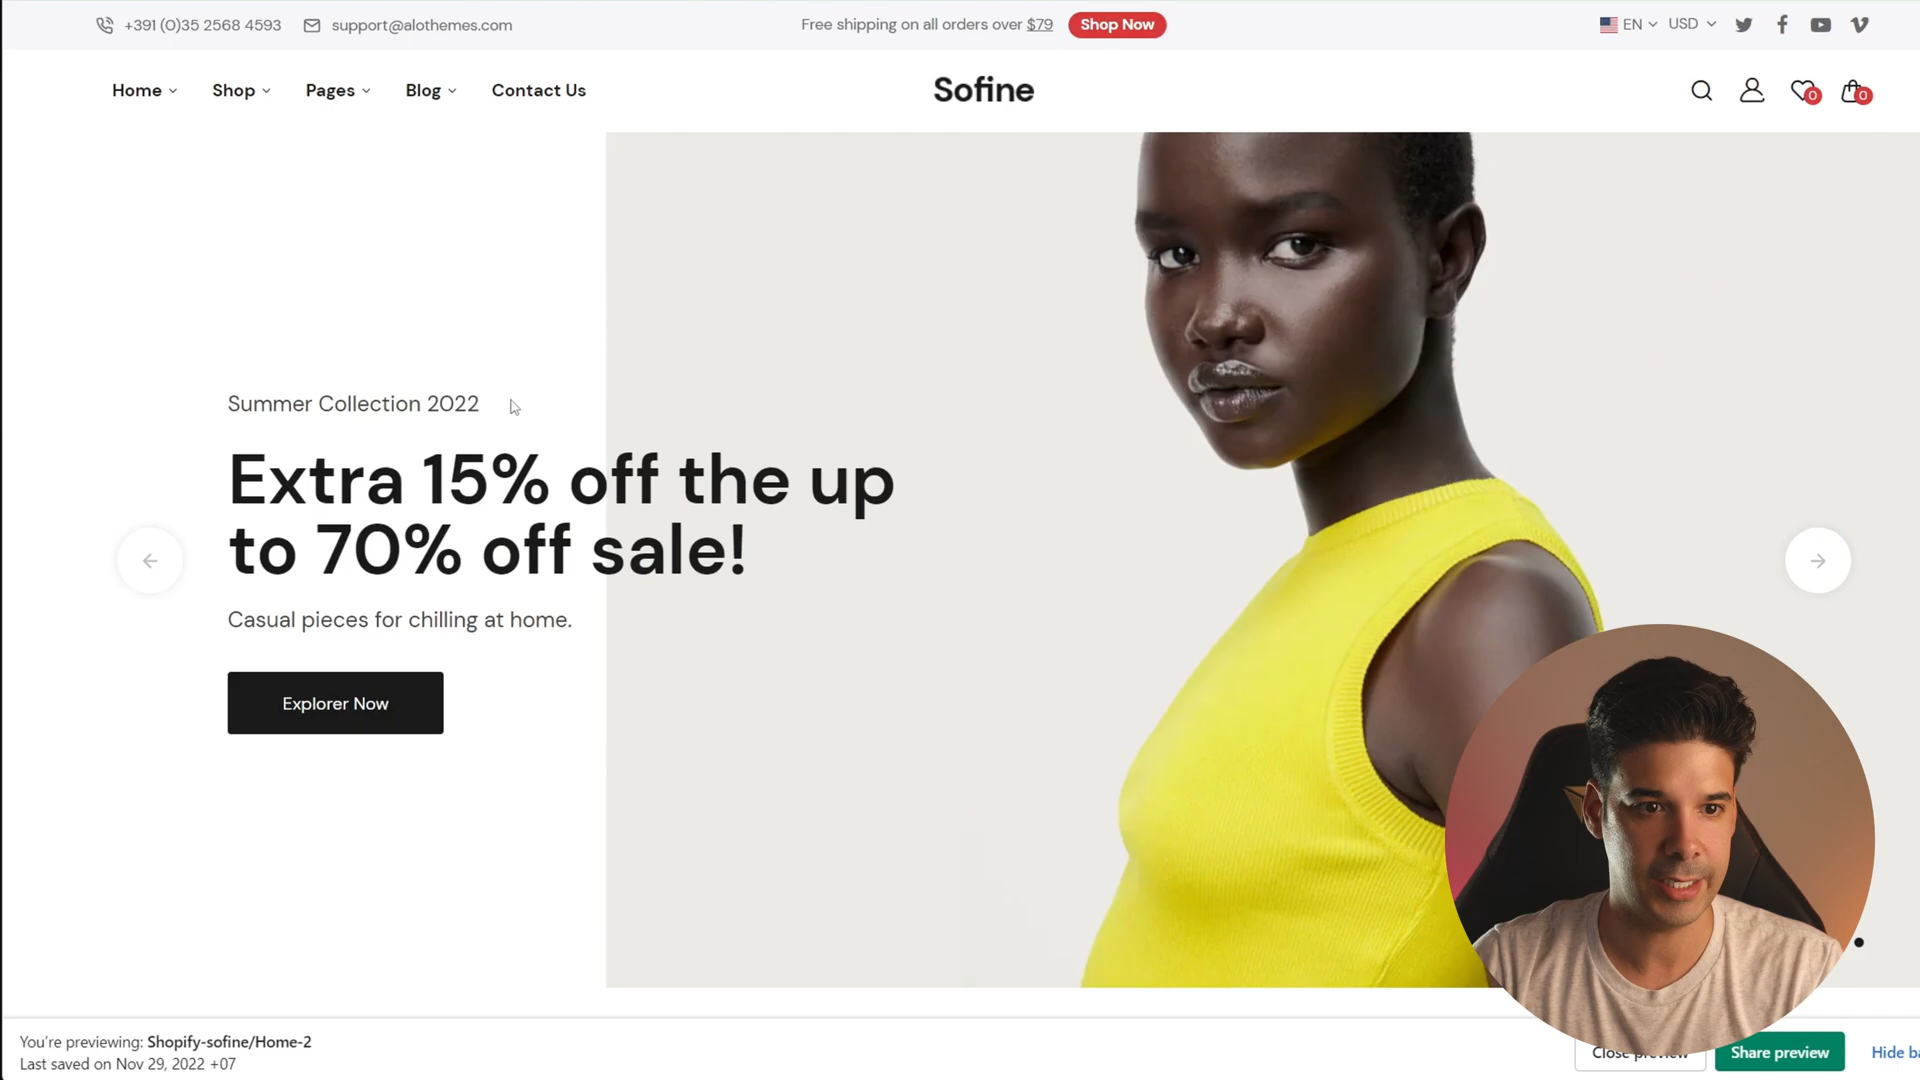 +391 (0)35 2568 4593 support@alothemes.com Free shipping on all orders over $79 Shop Now EN USD
Home Shop Pages Blog Contact Us Sofine 0 0
Summer Collection 2022
Extra 15% off the up
to 70% off sale!
Casual pieces for chilling at home.
Explorer Now
You're previewing: Shopify-sofine/Home-2
Last saved on Nov 29, 2022 +07
Close preview Share preview Hide